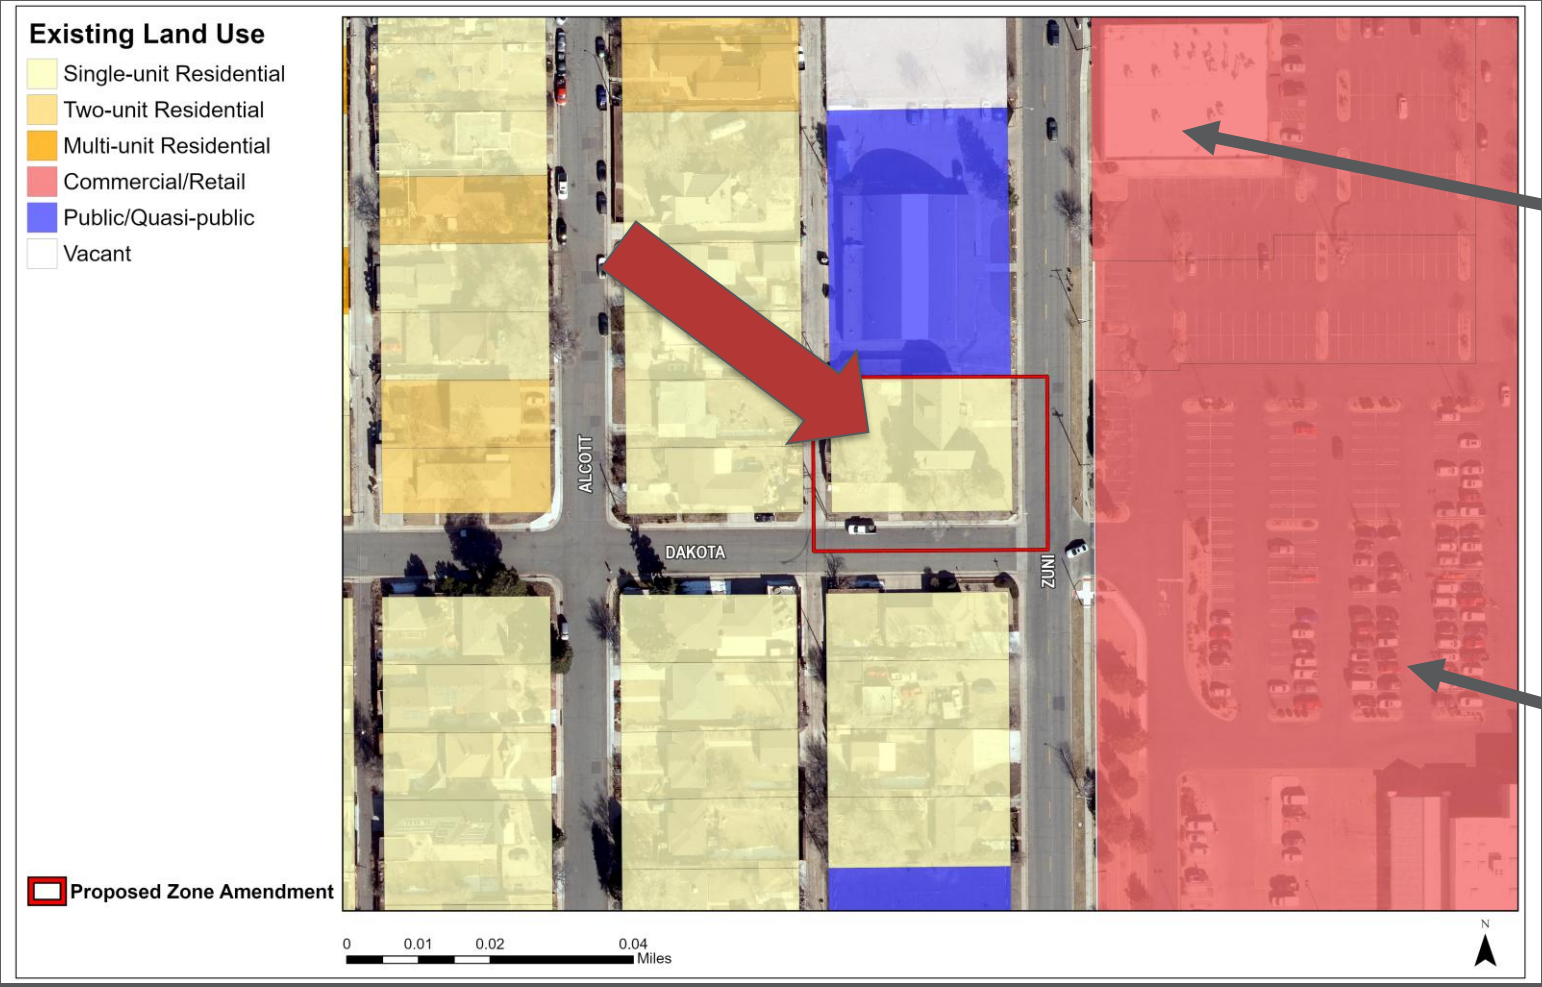 Existing Land Use
Single-unit Residential
Two-unit Residential
Multi-unit Residential
Commercial/Retail
Public/Quasi-public
Vacant
ALCOTT
DAKOTA
ZUNI
Proposed Zone Amendment
0 0.01 0.02 0.04
Miles
N